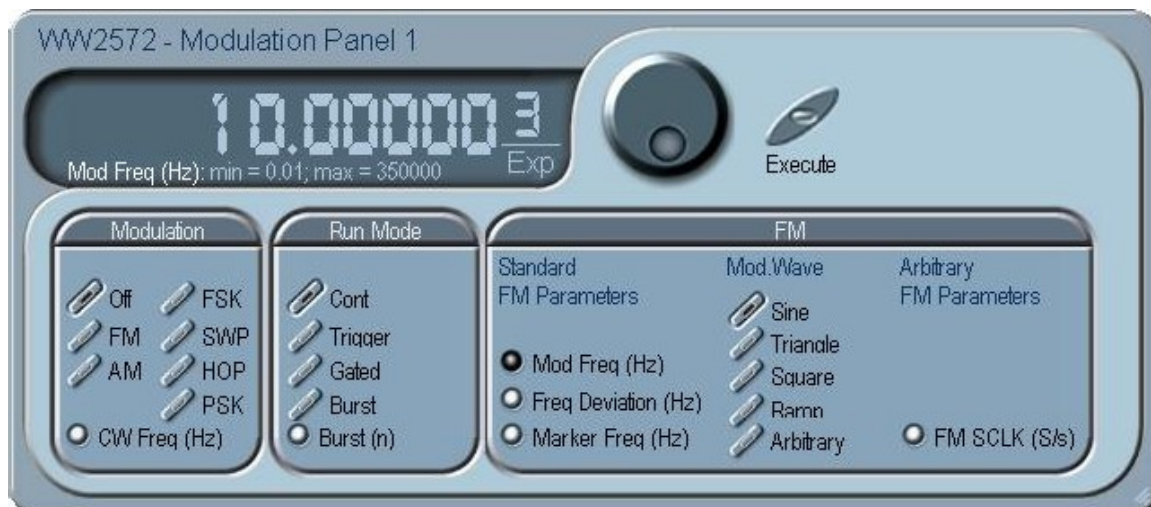 WW2572 - Modulation Panel 1
10.00000 3
Exp
Mod Freq (Hz): min = 0.01; max = 350000
Execute
Modulation
Off
FSK
FM
SWP
AM
HOP
PSK
CW Freq (Hz)
Run Mode
Cont
Trigger
Gated
Burst
Burst (n)
FM
Standard
FM Parameters
Mod Freq (Hz)
Freq Deviation (Hz)
Marker Freq (Hz)
Mod.Wave
Sine
Triangle
Square
Ramp
Arbitrary
Arbitrary
FM Parameters
FM SCLK (S/s)